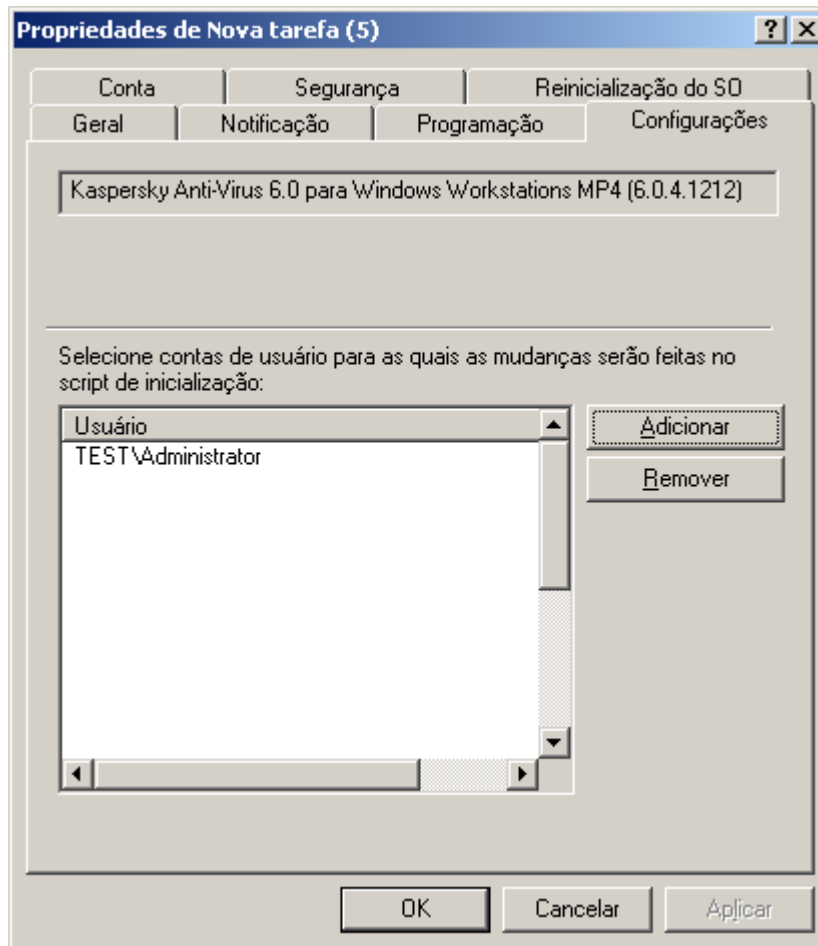 Propriedades de Nova tarefa (5)
Conta
Segurança
Reinicialização do SO
Geral
Notificação
Programação
Configurações
Kaspersky Anti-Virus 6.0 para Windows Workstations MP4 (6.0.4.1212)
Selecione contas de usuário para as quais as mudanças serão feitas no
script de inicialização:
Usuário
TEST\Administrator
Adicionar
Remover
OK
Cancelar
Aplicar